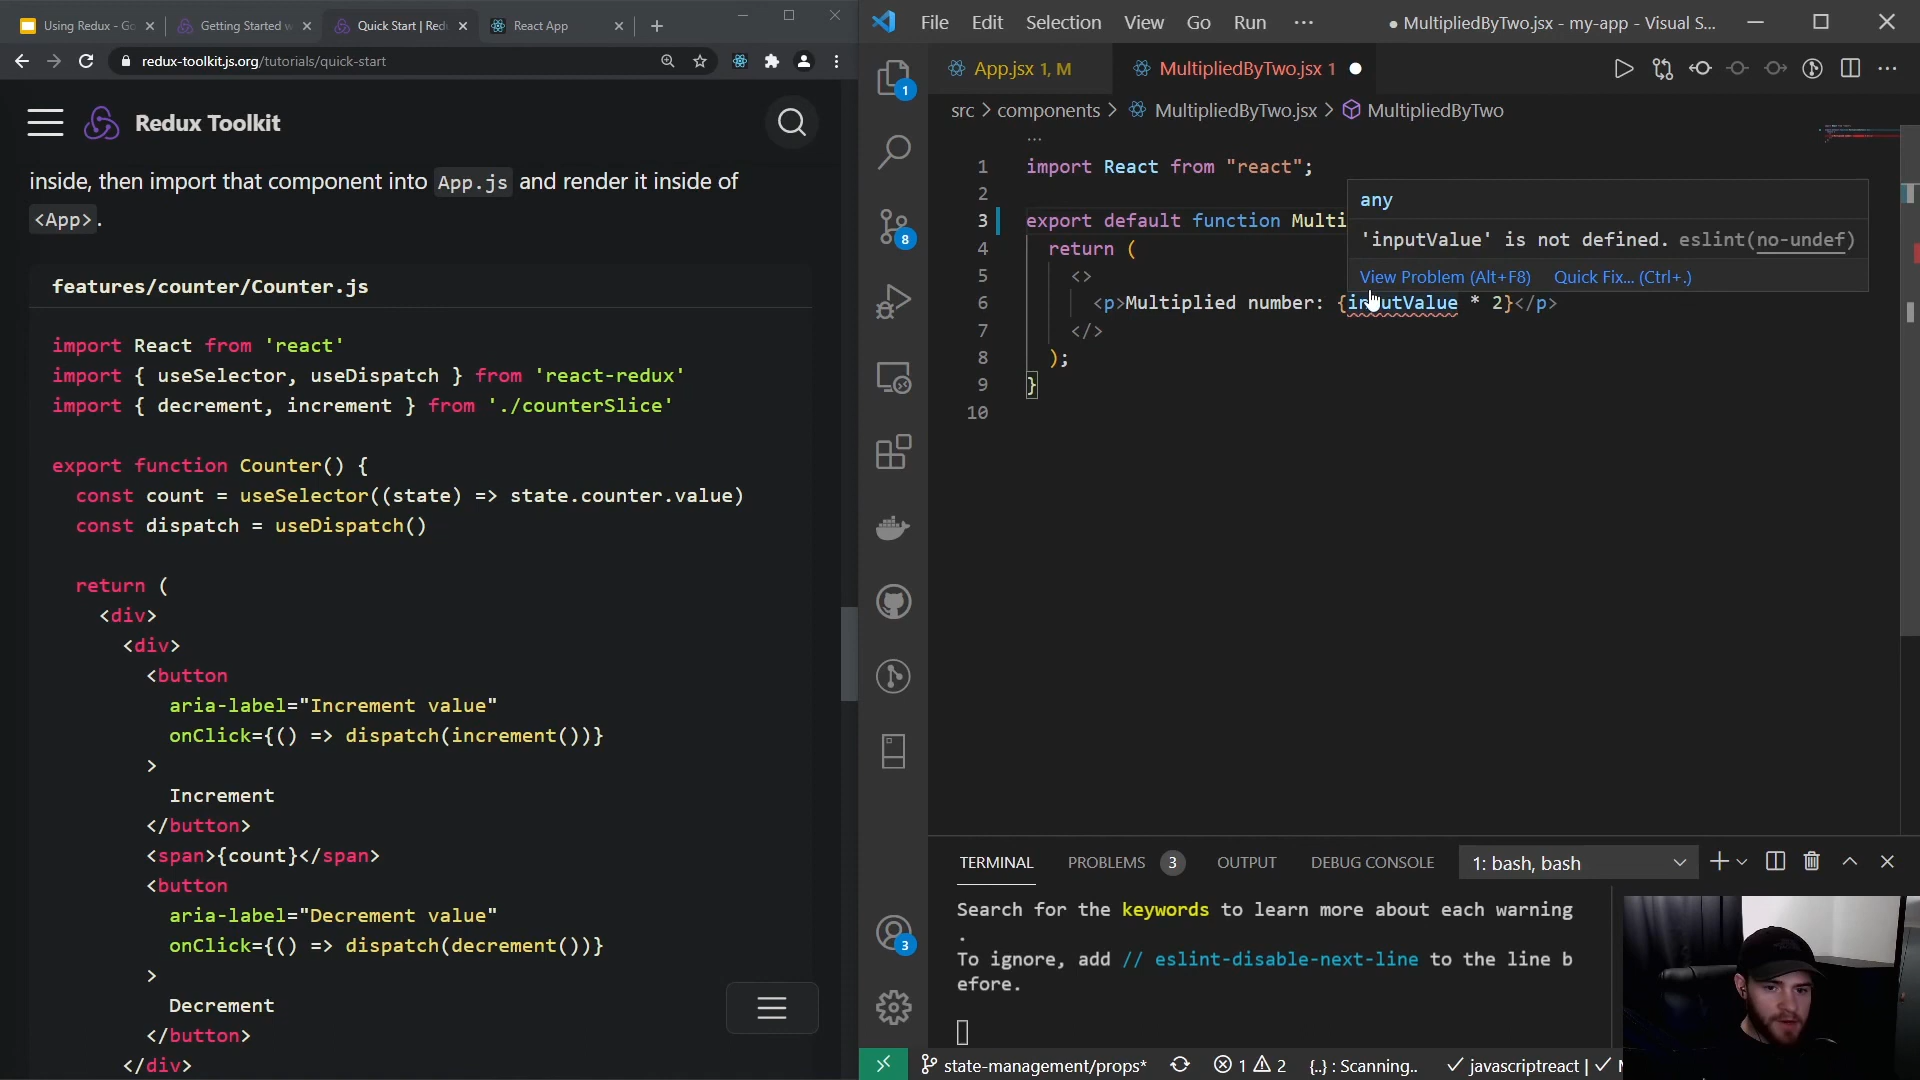 Using Redux - Go
Getting Started w
Quick Start | Red
React App
redux-toolkit.js.org/tutorials/quick-start
Redux Toolkit
inside, then import that component into App.js and render it inside of
<App>.
features/counter/Counter.js
import React from 'react'
import { useSelector, useDispatch } from 'react-redux'
import { decrement, increment } from './counterSlice'
export function Counter() {
const count = useSelector((state) => state.counter.value)
const dispatch = useDispatch()
return (
<div>
<div>
<button
aria-label="Increment value"
onClick={() => dispatch(increment())}
>
Increment
</button>
<span>{count}</span>
<button
aria-label="Decrement value"
onClick={() => dispatch(decrement())}
>
Decrement
</button>
</div>
File Edit Selection View Go Run ···
● MultipliedByTwo.jsx - my-app - Visual S...
App.jsx 1, M
MultipliedByTwo.jsx 1
src > components > MultipliedByTwo.jsx > MultipliedByTwo
1
8
3
...
1 import React from "react";
2
3 export default function Multi
4 return (
5 <>
6 <p>Multiplied number: {inputValue * 2}</p>
7 </>
8 );
9 }
10
any
'inputValue' is not defined. eslint(no-undef)
View Problem (Alt+F8) Quick Fix... (Ctrl+.)
TERMINAL PROBLEMS 3 OUTPUT DEBUG CONSOLE 1: bash, bash
Search for the keywords to learn more about each warning
.
To ignore, add // eslint-disable-next-line to the line b
efore.
state-management/props* 1 2 {..} : Scanning.. javascriptreact |